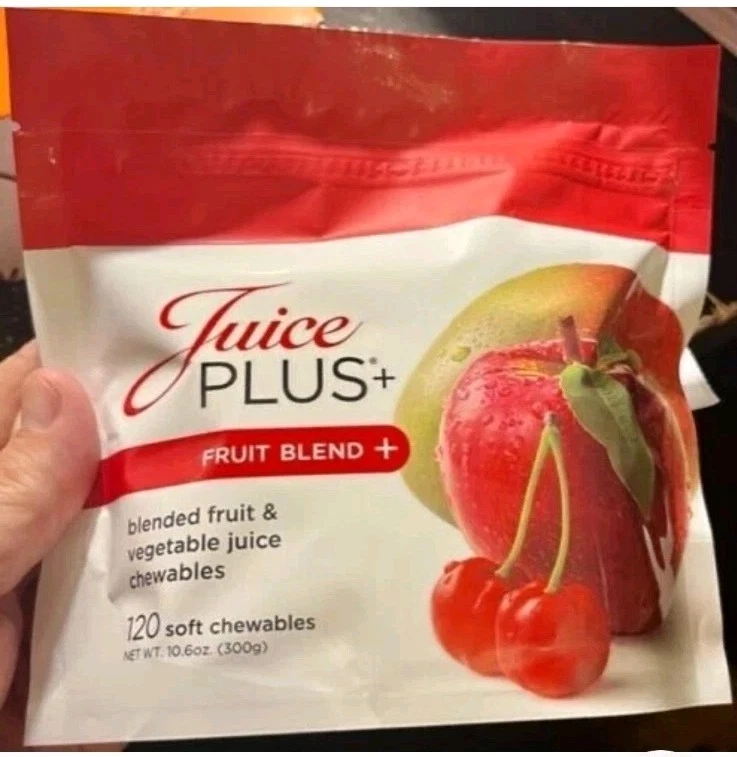 Juice
PLUS®+
FRUIT BLEND +
blended fruit &
vegetable juice
chewables
120 soft chewables
NET WT. 10.6oz. (300g)